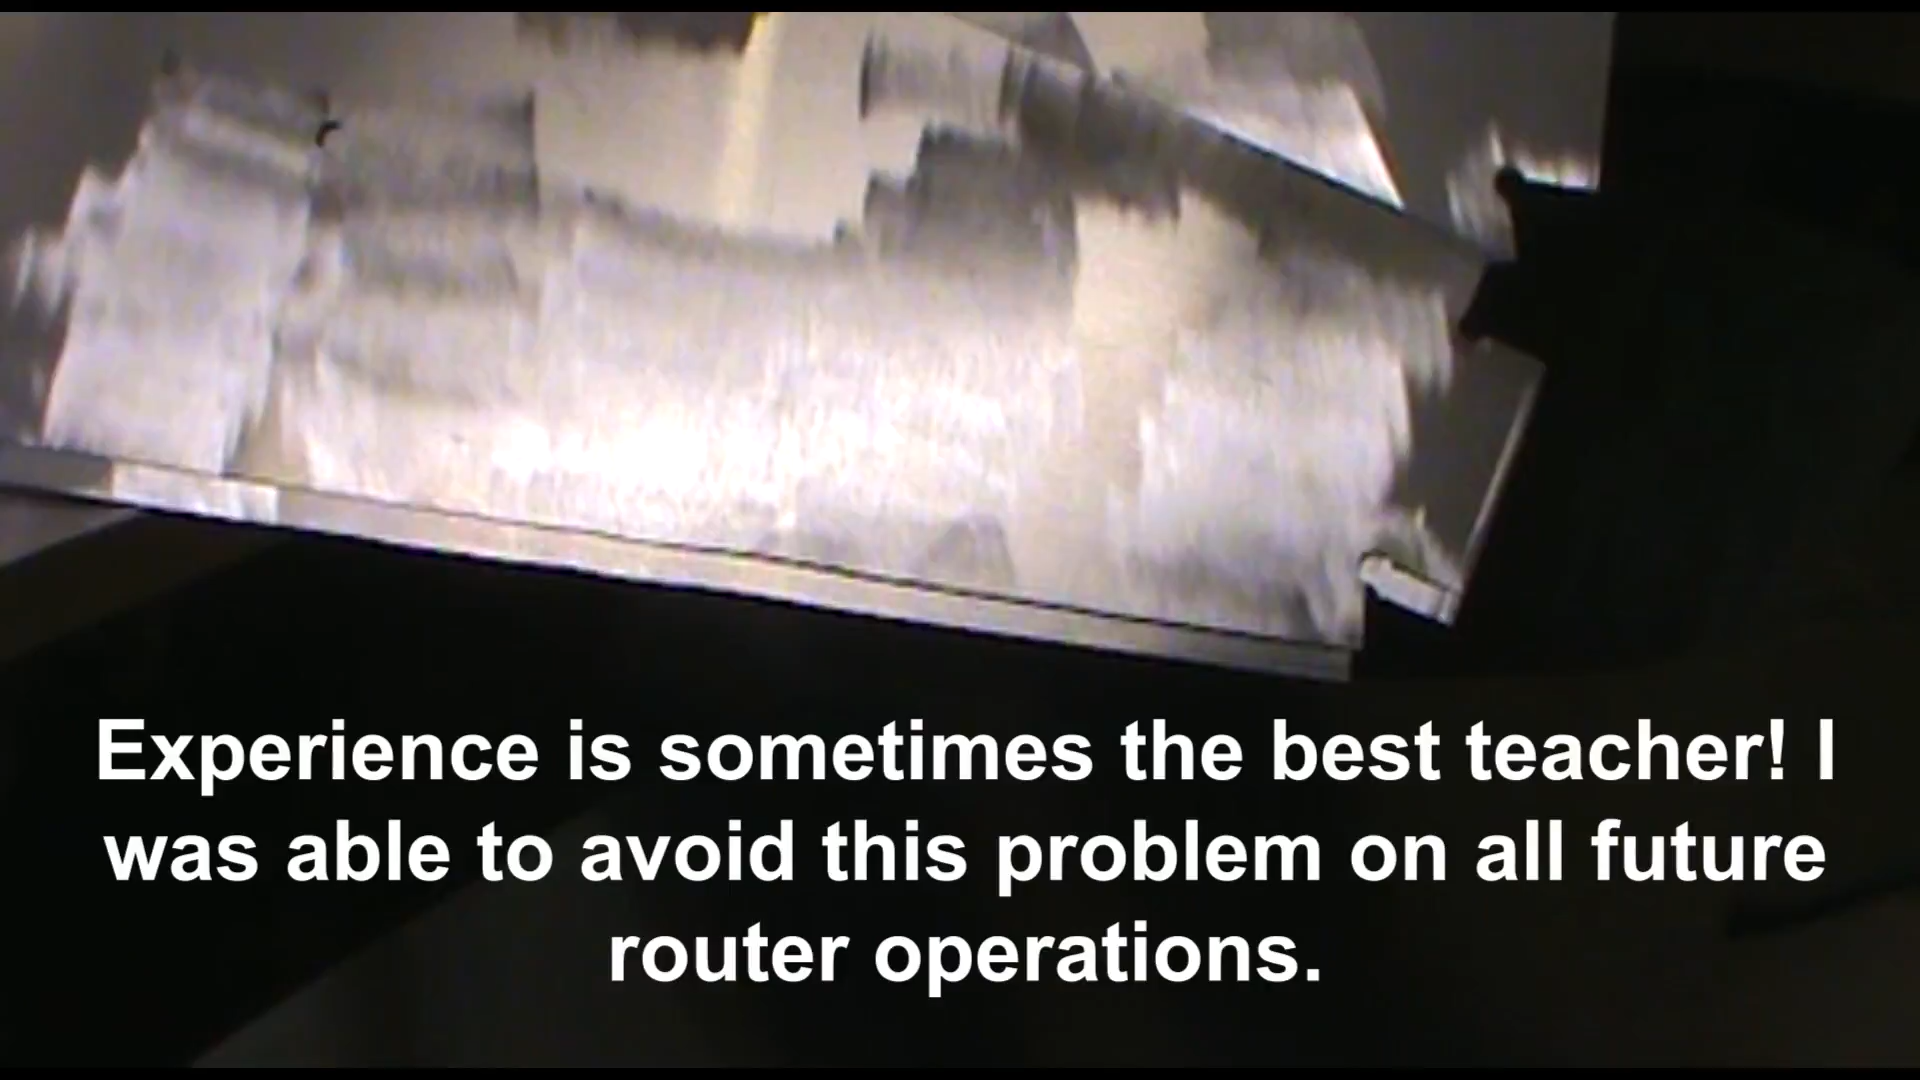 Experience is sometimes the best teacher! I
was able to avoid this problem on all future
router operations.